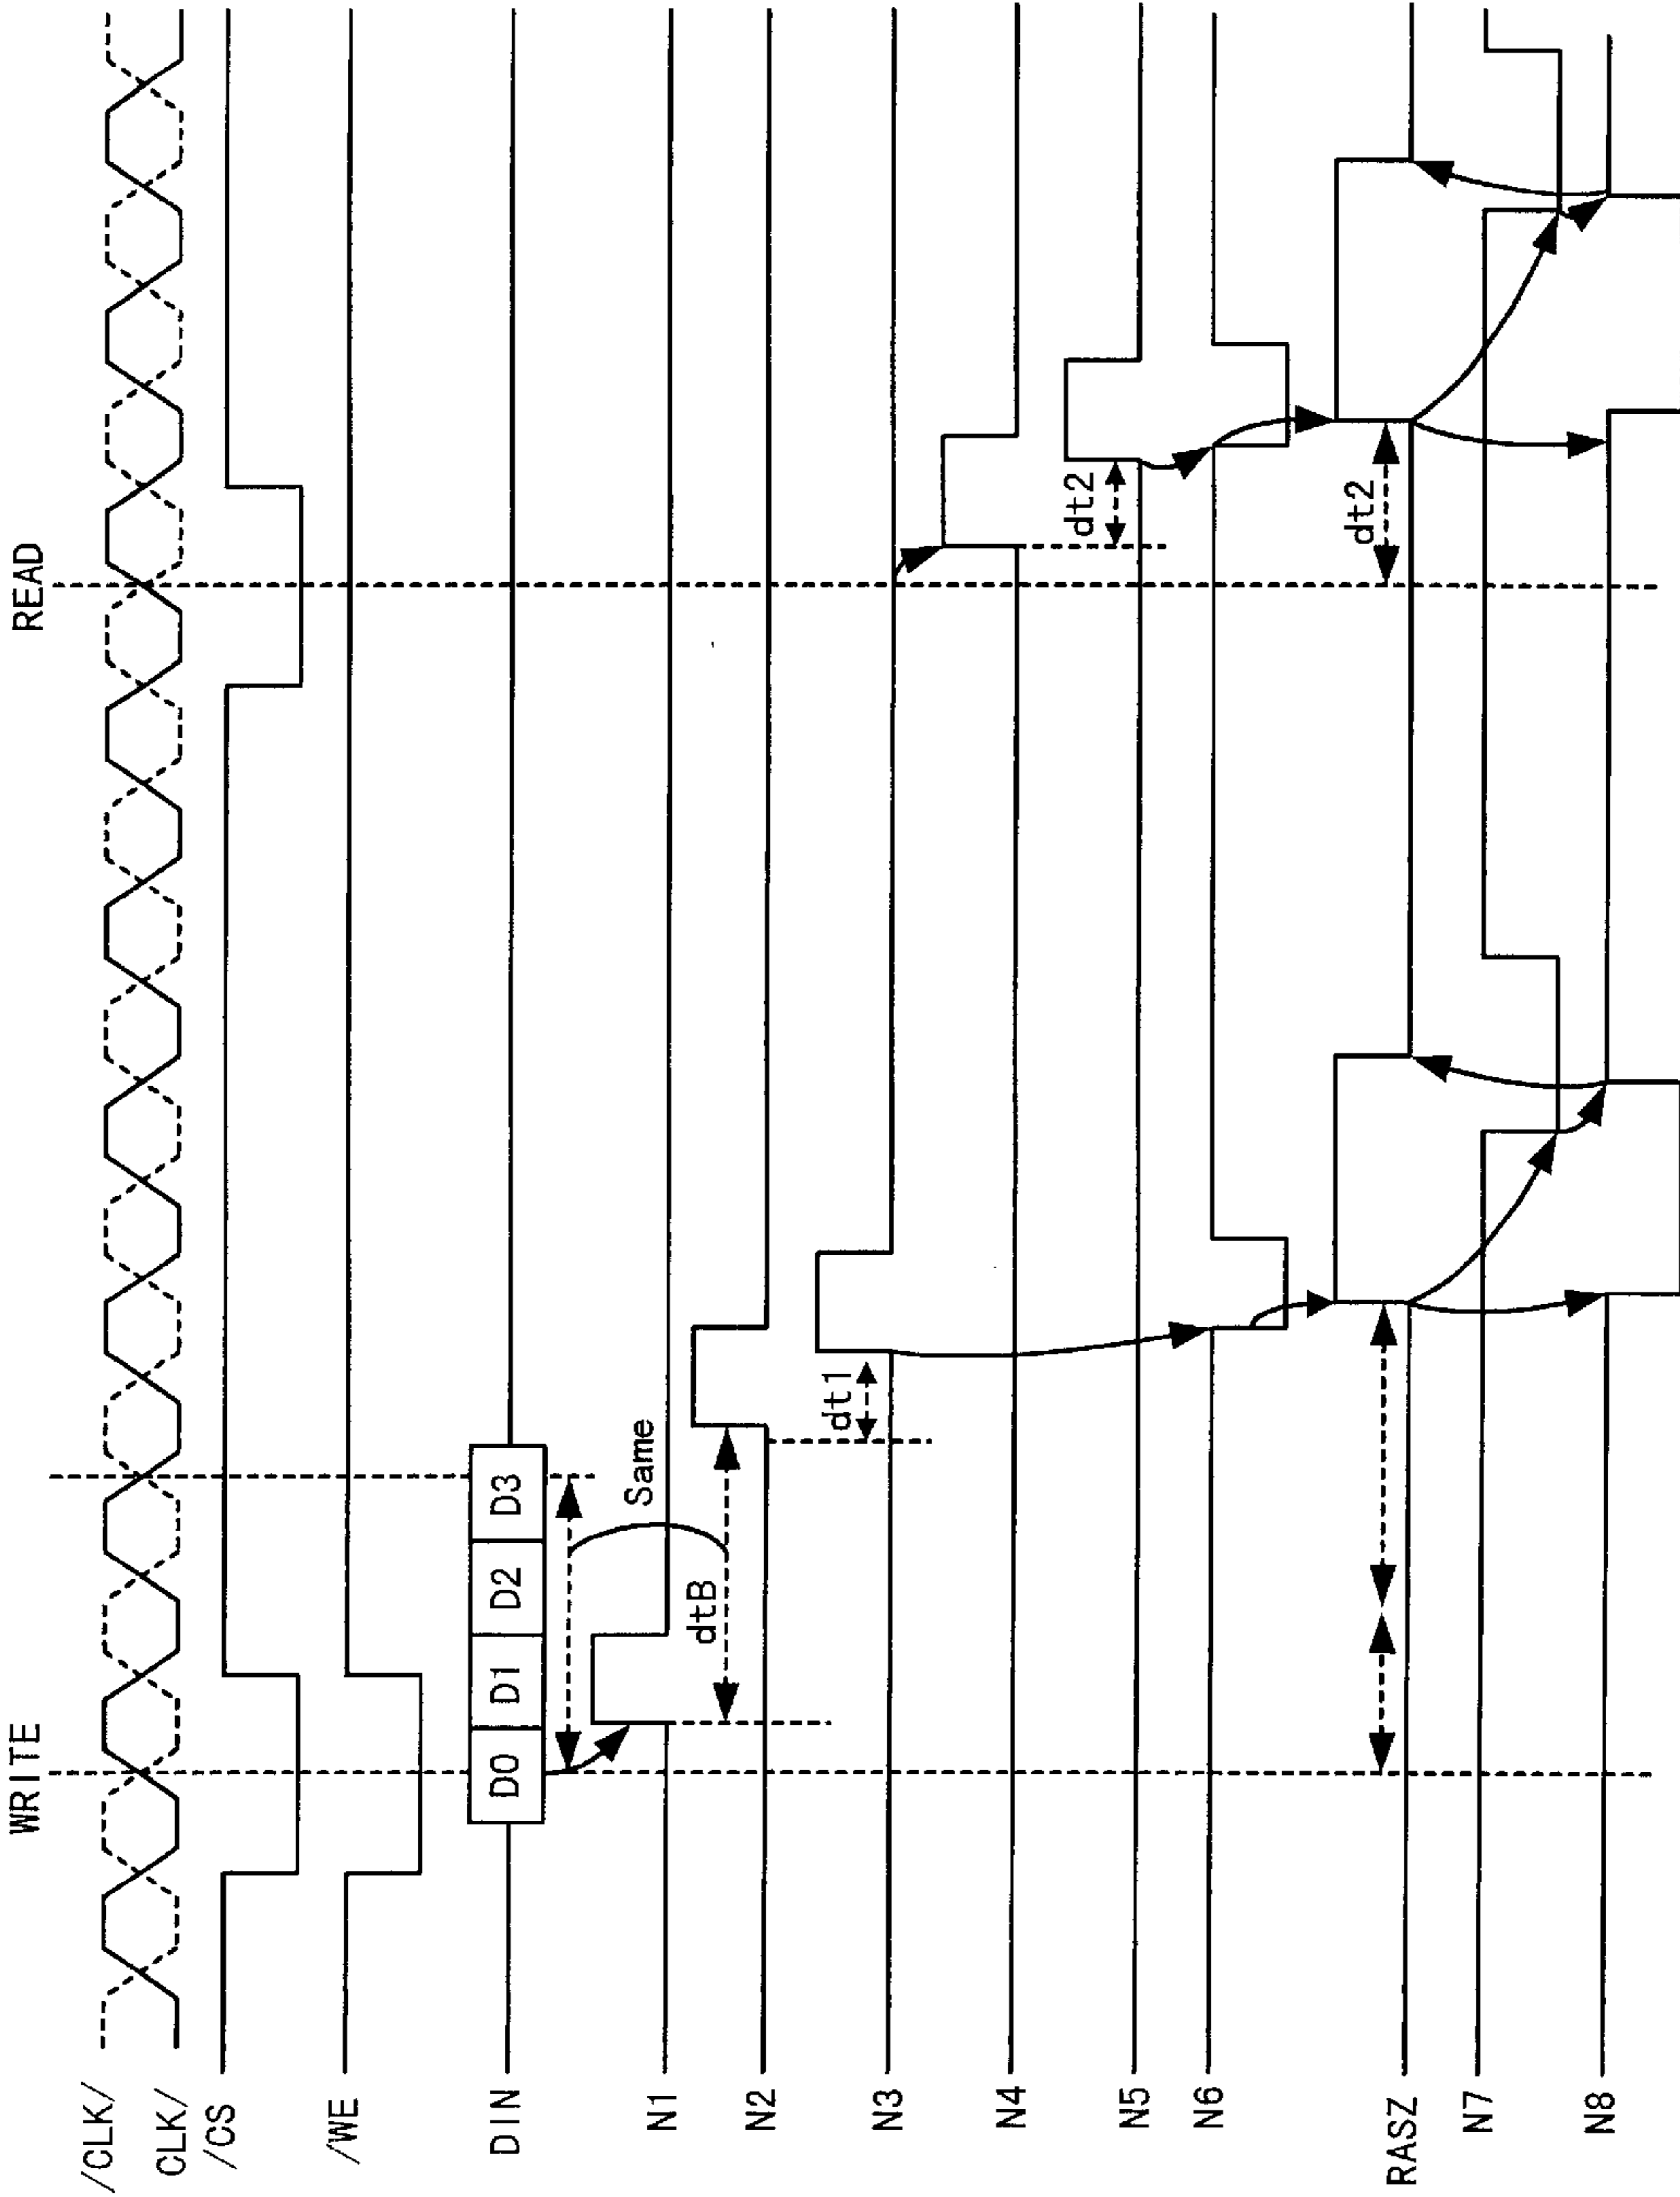 WRITE
READ
/CLK/
CLK/
/CS
/WE
DIN
D0 D1 D2 D3
Same
N1
dtB
N2
dt1
N3
N4
dt2
N5
N6
dt2
RASZ
N7
N8